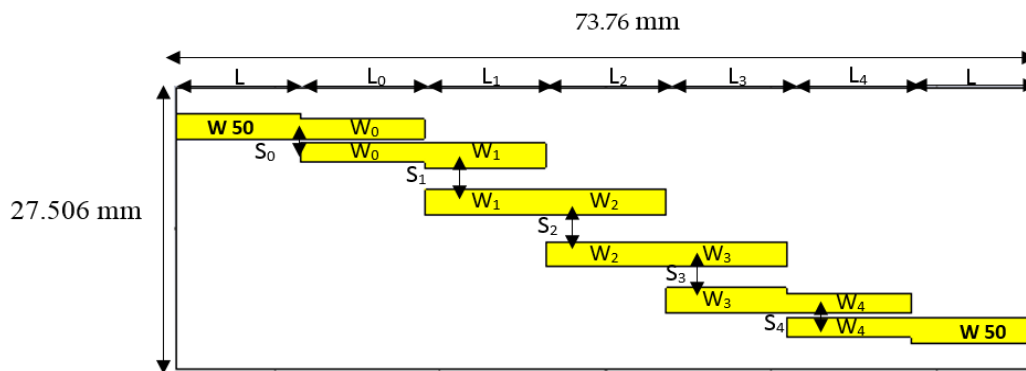 73.76 mm
L L₀ L₁ L₂ L₃ L₄ L
W 50 W₀
S₀ W₀ W₁
S₁ W₁ W₂
27.506 mm
S₂ W₂ W₃
S₃ W₃ W₄
S₄ W₄ W 50